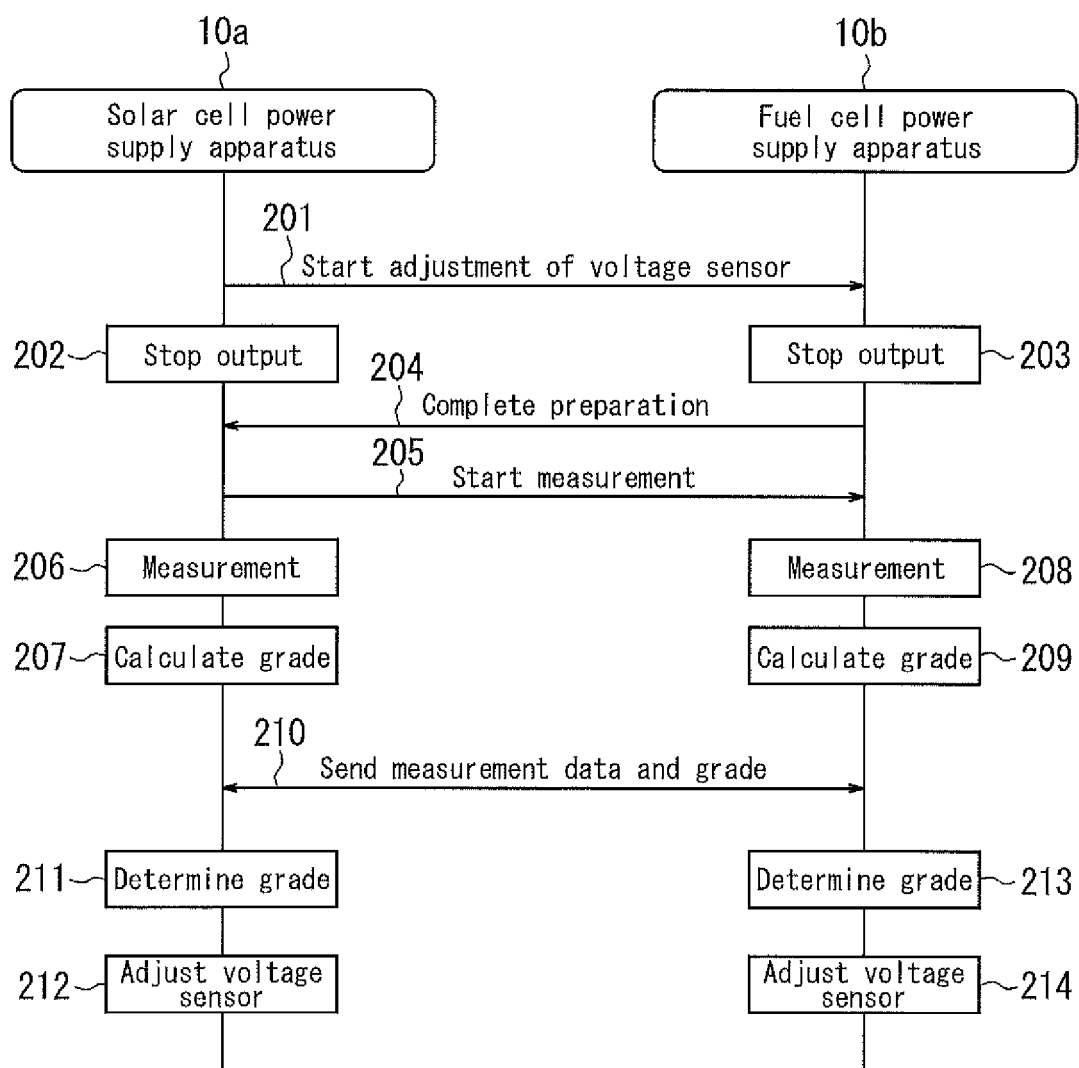 10a
10b
Solar cell power
supply apparatus
Fuel cell power
supply apparatus
201
Start adjustment of voltage sensor
202
Stop output
Stop output
203
204
Complete preparation
205
Start measurement
206
Measurement
Measurement
208
207
Calculate grade
Calculate grade
209
210
Send measurement data and grade
211
Determine grade
Determine grade
213
212
Adjust voltage
sensor
Adjust voltage
sensor
214